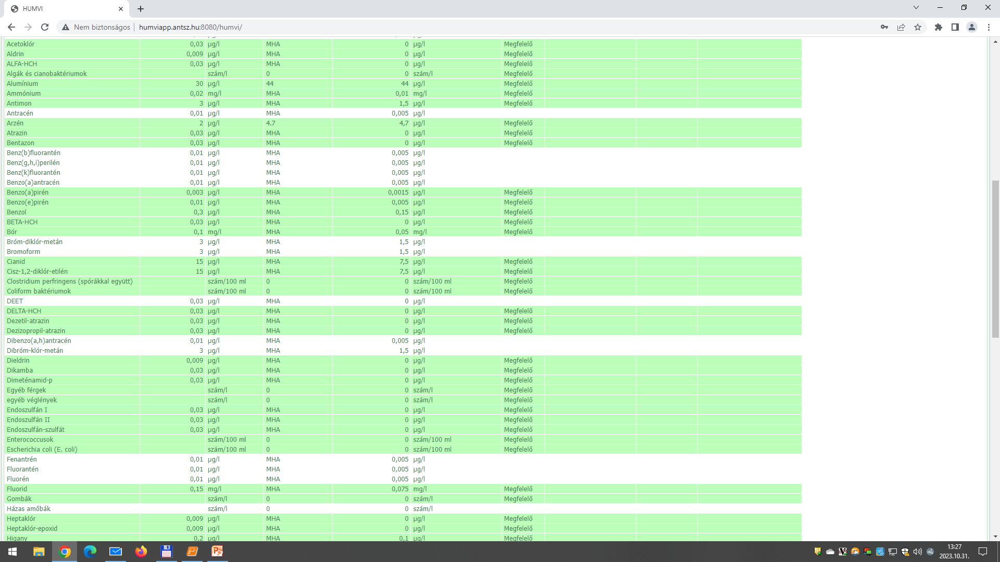 HUMVI
Nem biztonságos humviapp.antsz.hu:8080/humvi/
Acetoklór 0,03 µg/l MHA 0 µg/l Megfelelő
Aldrin 0,009 µg/l MHA 0 µg/l Megfelelő
ALFA-HCH 0,03 µg/l MHA 0 µg/l Megfelelő
Algák és cianobaktériumok szám/l 0 0 szám/l Megfelelő
Alumínium 30 µg/l 44 44 µg/l Megfelelő
Ammónium 0,02 mg/l MHA 0,01 mg/l Megfelelő
Antimon 3 µg/l MHA 1,5 µg/l Megfelelő
Antracén 0,01 µg/l MHA 0,005 µg/l
Arzén 2 µg/l 4.7 4,7 µg/l Megfelelő
Atrazin 0,03 µg/l MHA 0 µg/l Megfelelő
Bentazon 0,03 µg/l MHA 0 µg/l Megfelelő
Benz(b)fluorantén 0,01 µg/l MHA 0,005 µg/l
Benz(g,h,i)perilén 0,01 µg/l MHA 0,005 µg/l
Benz(k)fluorantén 0,01 µg/l MHA 0,005 µg/l
Benzo(a)antracén 0,01 µg/l MHA 0,005 µg/l
Benzo(a)pirén 0,003 µg/l MHA 0,0015 µg/l Megfelelő
Benzo(e)pirén 0,01 µg/l MHA 0,005 µg/l Megfelelő
Benzol 0,3 µg/l MHA 0,15 µg/l Megfelelő
BETA-HCH 0,03 µg/l MHA 0 µg/l Megfelelő
Bór 0,1 mg/l MHA 0,05 mg/l Megfelelő
Bróm-diklór-metán 3 µg/l MHA 1,5 µg/l
Bromoform 3 µg/l MHA 1,5 µg/l
Cianid 15 µg/l MHA 7,5 µg/l Megfelelő
Cisz-1,2-diklór-etilén 15 µg/l MHA 7,5 µg/l Megfelelő
Clostridium perfringens (spórákkal együtt) szám/100 ml 0 0 szám/100 ml Megfelelő
Coliform baktériumok szám/100 ml 0 0 szám/100 ml Megfelelő
DEET 0,03 µg/l MHA 0 µg/l
DELTA-HCH 0,03 µg/l MHA 0 µg/l Megfelelő
Dezetil-atrazin 0,03 µg/l MHA 0 µg/l Megfelelő
Dezizopropil-atrazin 0,03 µg/l MHA 0 µg/l Megfelelő
Dibenzo(a,h)antracén 0,01 µg/l MHA 0,005 µg/l
Dibróm-klór-metán 3 µg/l MHA 1,5 µg/l
Dieldrin 0,009 µg/l MHA 0 µg/l Megfelelő
Dikamba 0,03 µg/l MHA 0 µg/l Megfelelő
Dimeténamid-p 0,03 µg/l MHA 0 µg/l Megfelelő
Egyéb férgek szám/l 0 0 szám/l Megfelelő
egyéb véglények szám/l 0 0 szám/l Megfelelő
Endoszulfán I 0,03 µg/l MHA 0 µg/l Megfelelő
Endoszulfán II 0,03 µg/l MHA 0 µg/l Megfelelő
Endoszulfán-szulfát 0,03 µg/l MHA 0 µg/l Megfelelő
Enterococcusok szám/100 ml 0 0 szám/100 ml Megfelelő
Escherichia coli (E. coli) szám/100 ml 0 0 szám/100 ml Megfelelő
Fenantrén 0,01 µg/l MHA 0,005 µg/l
Fluorantén 0,01 µg/l MHA 0,005 µg/l
Fluorén 0,01 µg/l MHA 0,005 µg/l
Fluorid 0,15 mg/l MHA 0,075 mg/l Megfelelő
Gombák szám/l 0 0 szám/l Megfelelő
Házas amőbák szám/l 0 0 szám/l
Heptaklór 0,009 µg/l MHA 0 µg/l Megfelelő
Heptaklór-epoxid 0,009 µg/l MHA 0 µg/l Megfelelő
Higany 0,2 µg/l MHA 0,1 µg/l Megfelelő
13:27
2023.10.31.